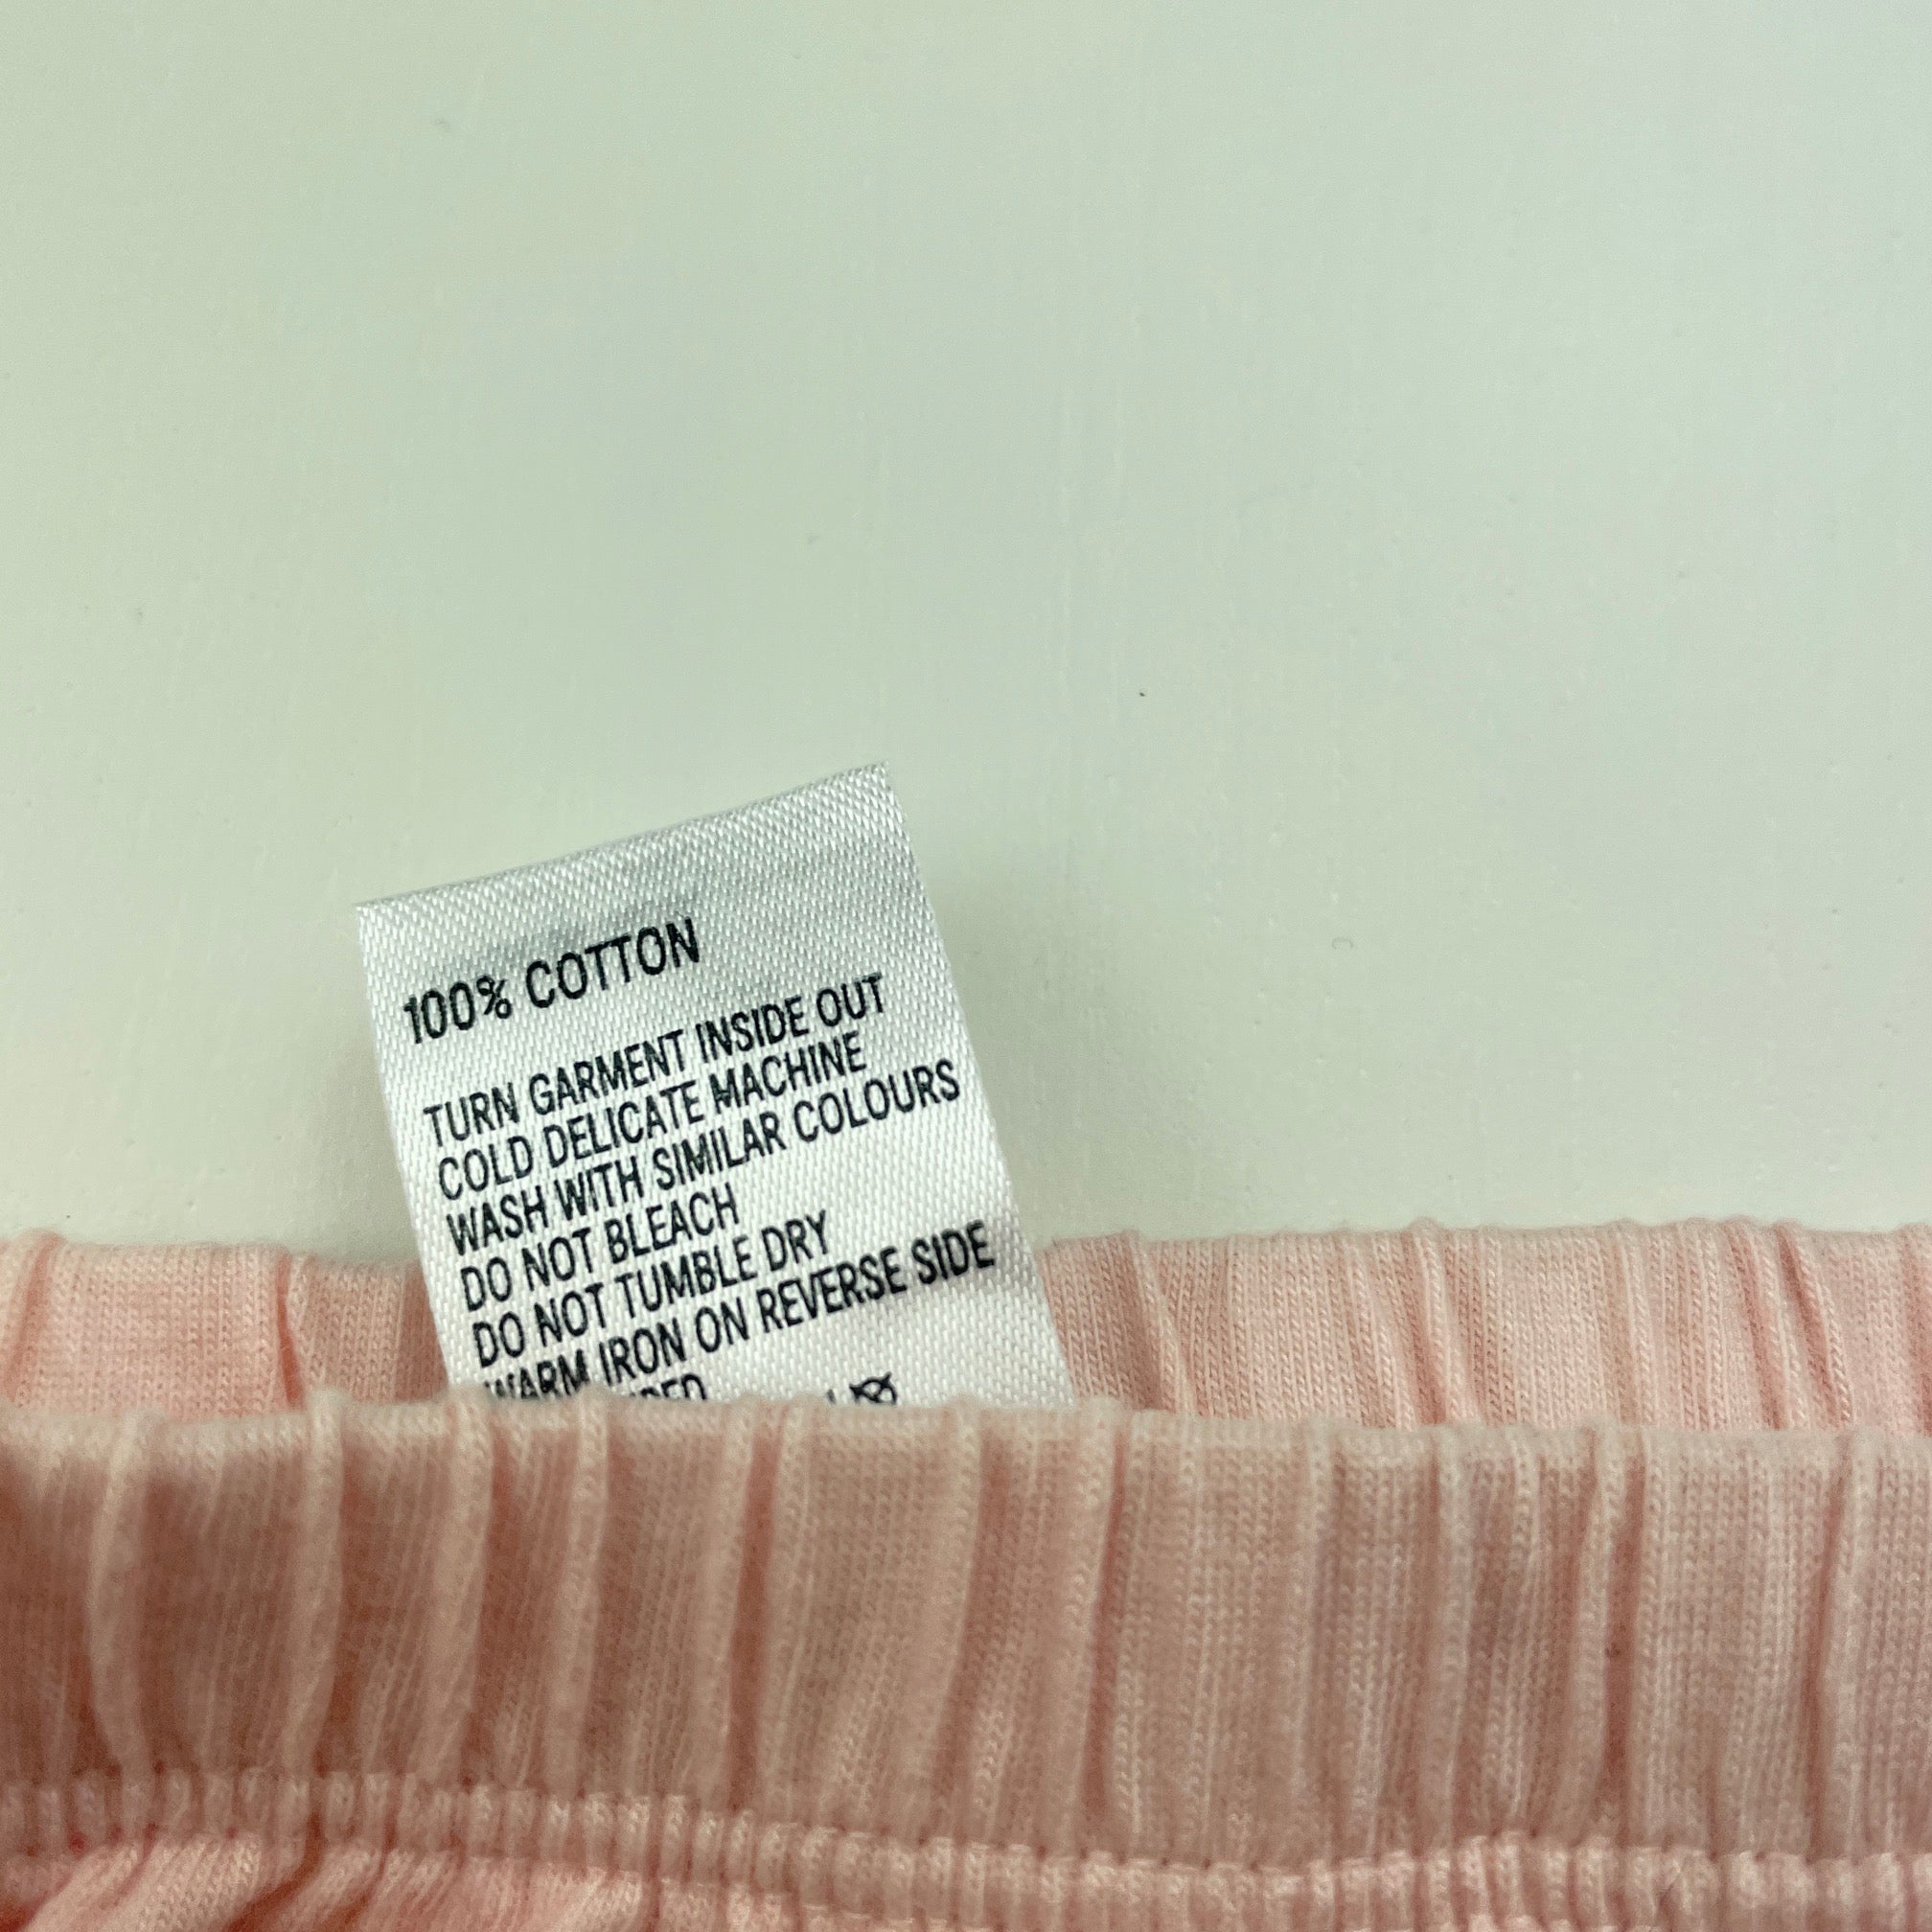 100% COTTON
TURN GARMENT INSIDE OUT
COLD DELICATE MACHINE
WASH WITH SIMILAR COLOURS
DO NOT BLEACH
DO NOT TUMBLE DRY
WARM IRON ON REVERSE SIDE